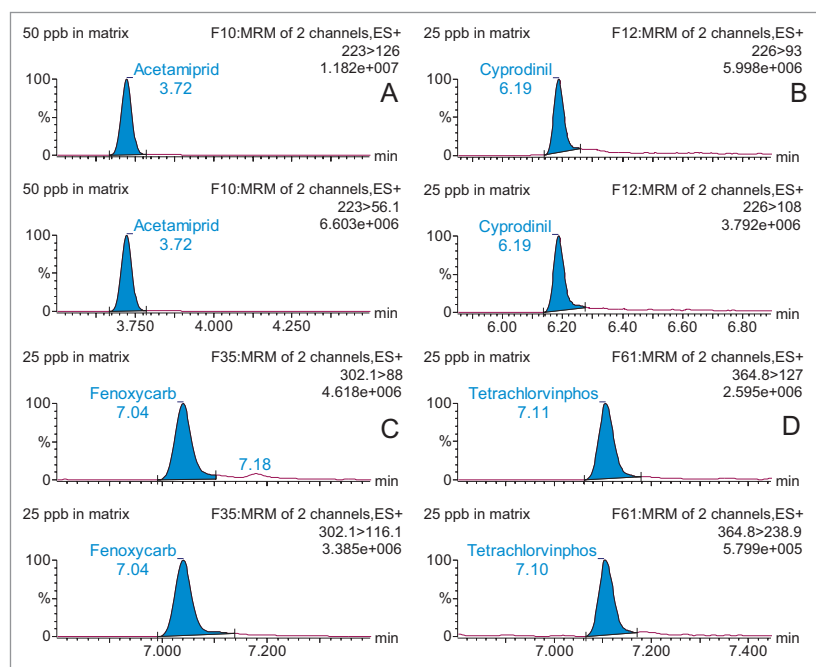 50 ppb in matrix
F10:MRM of 2 channels,ES+
223>126
1.182e+007
Acetamiprid
3.72
A
100
%
0
min
25 ppb in matrix
F12:MRM of 2 channels,ES+
226>93
5.998e+006
Cyprodinil
6.19
B
100
%
0
min
50 ppb in matrix
F10:MRM of 2 channels,ES+
223>56.1
6.603e+006
Acetamiprid
3.72
100
%
0
min
3.750 4.000 4.250
25 ppb in matrix
F12:MRM of 2 channels,ES+
226>108
3.792e+006
Cyprodinil
6.19
100
%
0
min
6.00 6.20 6.40 6.60 6.80
25 ppb in matrix
F35:MRM of 2 channels,ES+
302.1>88
4.618e+006
Fenoxycarb
7.04
C
100
%
7.18
0
min
25 ppb in matrix
F61:MRM of 2 channels,ES+
364.8>127
2.595e+006
Tetrachlorvinphos
7.11
D
100
%
0
min
25 ppb in matrix
F35:MRM of 2 channels,ES+
302.1>116.1
3.385e+006
Fenoxycarb
7.04
100
%
0
min
7.000 7.200
25 ppb in matrix
F61:MRM of 2 channels,ES+
364.8>238.9
5.799e+005
Tetrachlorvinphos
7.10
100
%
0
min
7.000 7.200 7.400